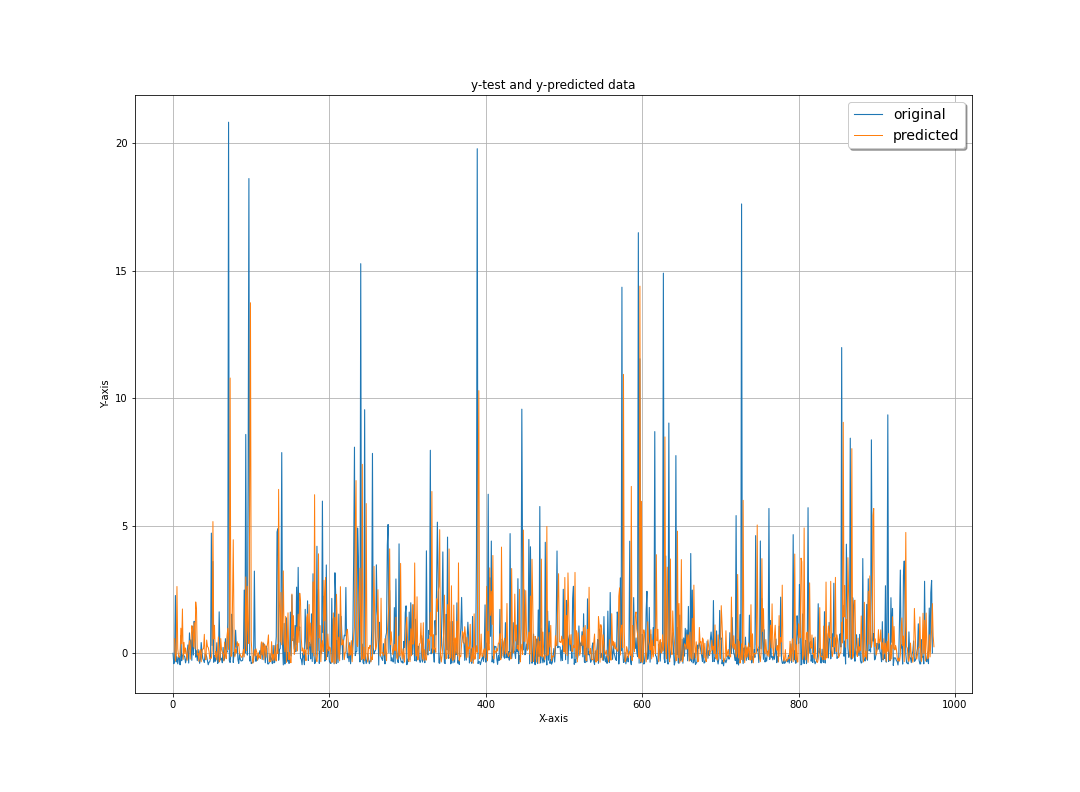 y-test and y-predicted data
original
predicted
20
15
10
5
0
Y-axis
0 200 400 600 800 1000
X-axis